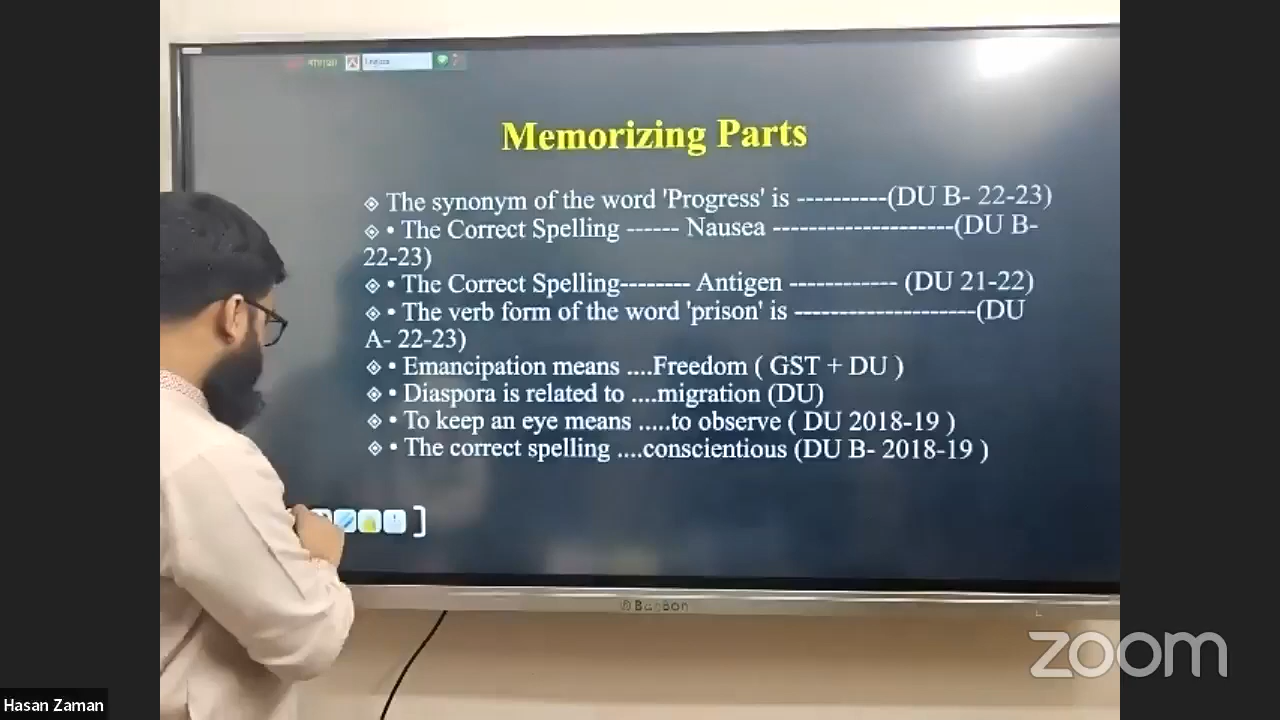 Memorizing Parts
◈ The synonym of the word 'Progress' is ----------(DU B- 22-23)
◈ • The Correct Spelling ------ Nausea --------------------(DU B-
22-23)
◈ • The Correct Spelling-------- Antigen ------------ (DU 21-22)
◈ • The verb form of the word 'prison' is --------------------(DU
A- 22-23)
◈ • Emancipation means ....Freedom ( GST + DU )
◈ • Diaspora is related to ....migration (DU)
◈ • To keep an eye means .....to observe ( DU 2018-19 )
◈ • The correct spelling ....conscientious (DU B- 2018-19 )
zoom
Hasan Zaman